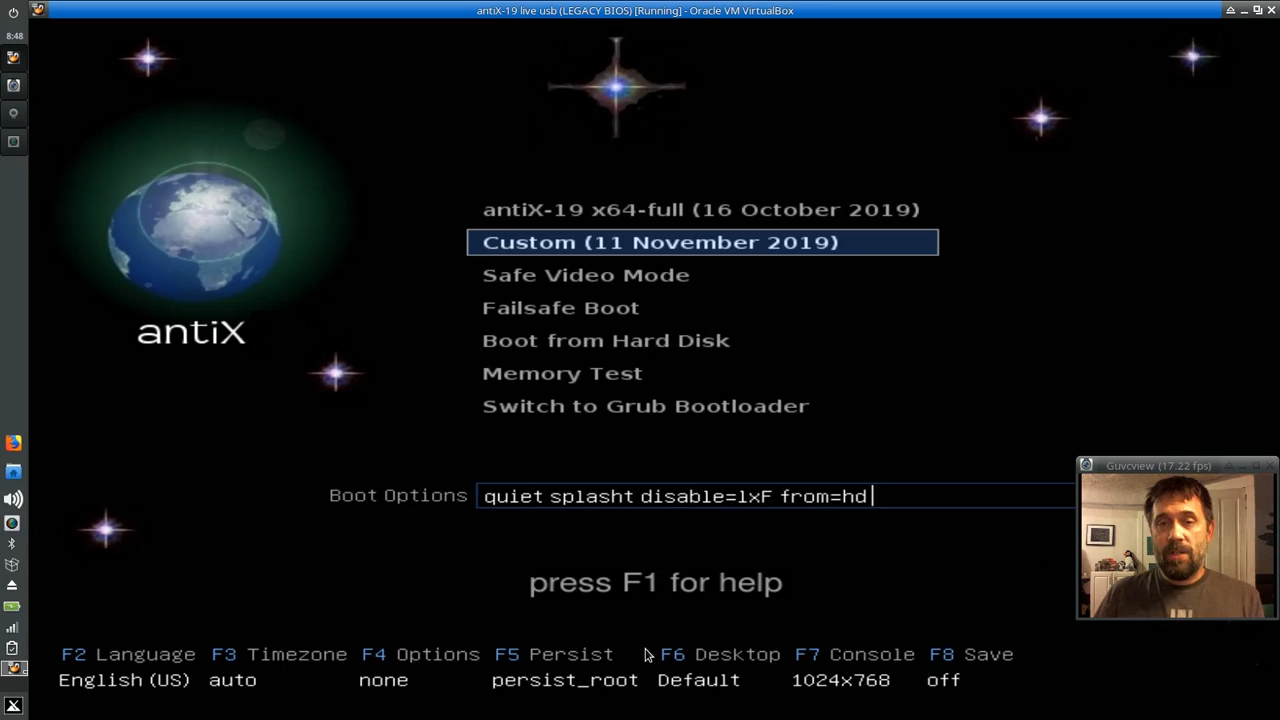 antiX-19 live usb (LEGACY BIOS) [Running] - Oracle VM VirtualBox
8:48
antiX
antiX-19 x64-full (16 October 2019)
Custom (11 November 2019)
Safe Video Mode
Failsafe Boot
Boot from Hard Disk
Memory Test
Switch to Grub Bootloader
Boot Options quiet splasht disable=lxF from=hd
Guvcview (17.22 fps)
press F1 for help
F2 Language F3 Timezone F4 Options F5 Persist F6 Desktop F7 Console F8 Save
English (US) auto none persist_root Default 1024x768 off